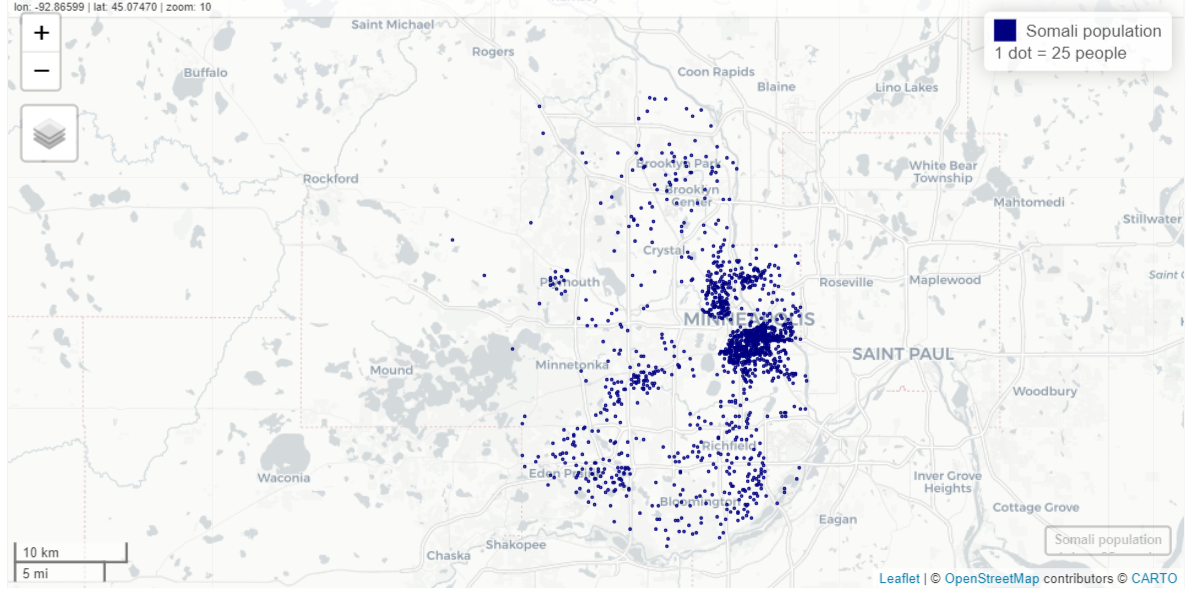 lon: -92.86599 | lat: 45.07470 | zoom: 10
+
−
Somali population
1 dot = 25 people
Saint Michael
Rogers
Buffalo
Coon Rapids
Blaine
Lino Lakes
Brooklyn Park
Rockford
White Bear
Township
Brooklyn
Center
Mahtomedi
Stillwater
Crystal
Saint C
Plymouth
Roseville
Maplewood
MINNEAPOLIS
SAINT PAUL
Minnetonka
Mound
Woodbury
Richfield
Eden Prairie
Waconia
Inver Grove
Heights
Bloomington
Cottage Grove
Eagan
Somali population
Shakopee
Chaska
10 km
5 mi
Leaflet | © OpenStreetMap contributors © CARTO